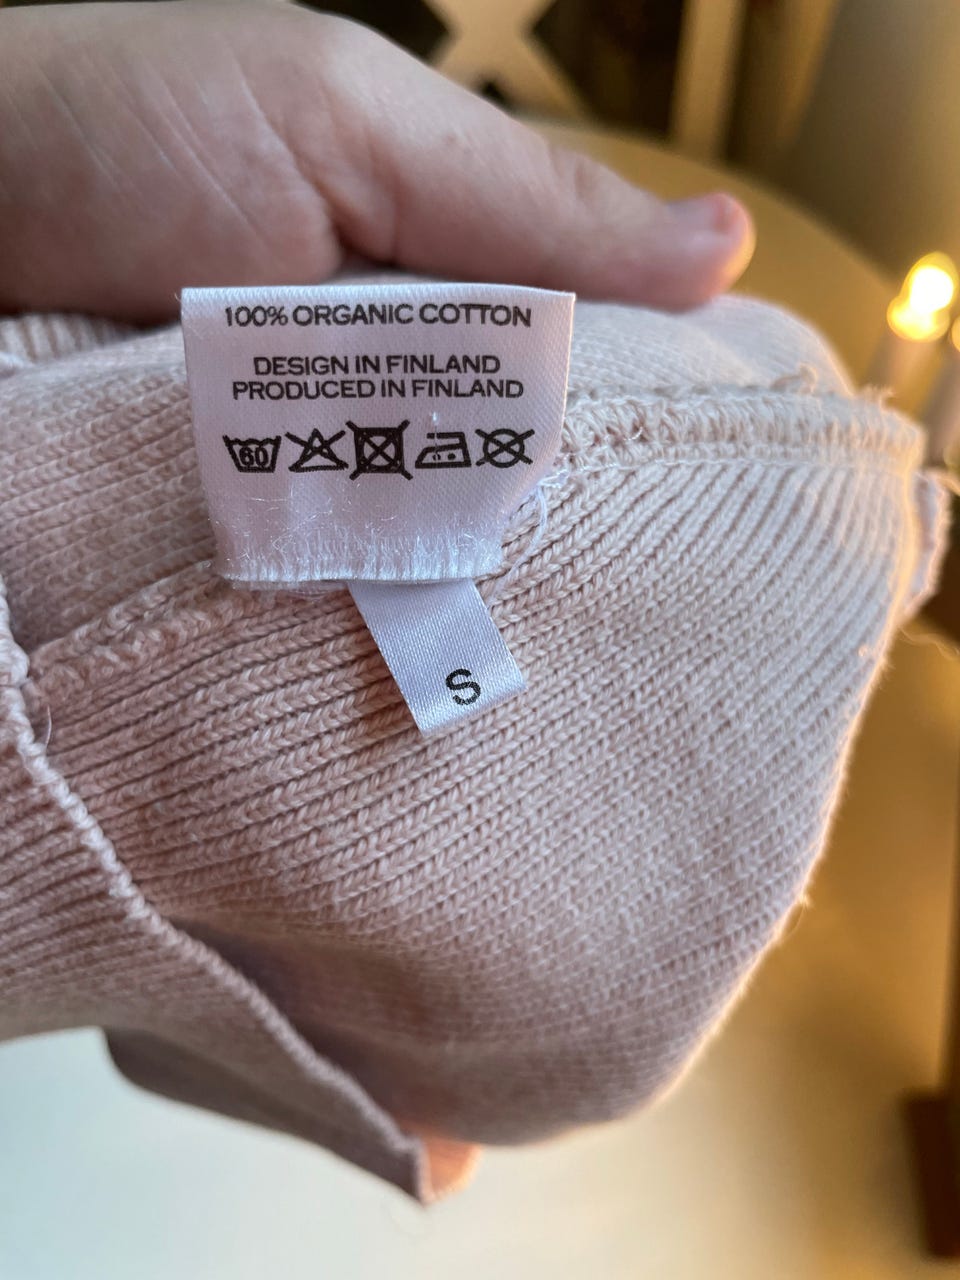 100% ORGANIC COTTON
DESIGN IN FINLAND
PRODUCED IN FINLAND
60
S